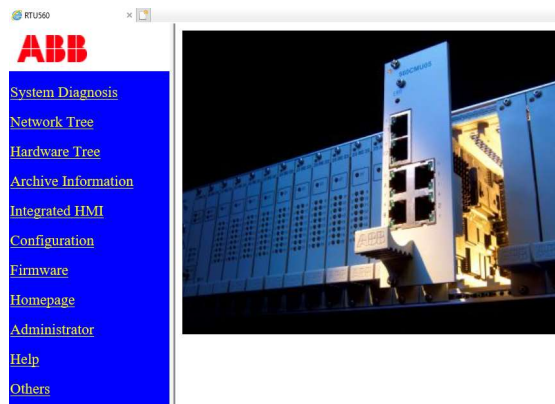 RTU560
ABB
System Diagnosis
Network Tree
Hardware Tree
Archive Information
Integrated HMI
Configuration
Firmware
Homepage
Administrator
Help
Others
560CMU05
ABB